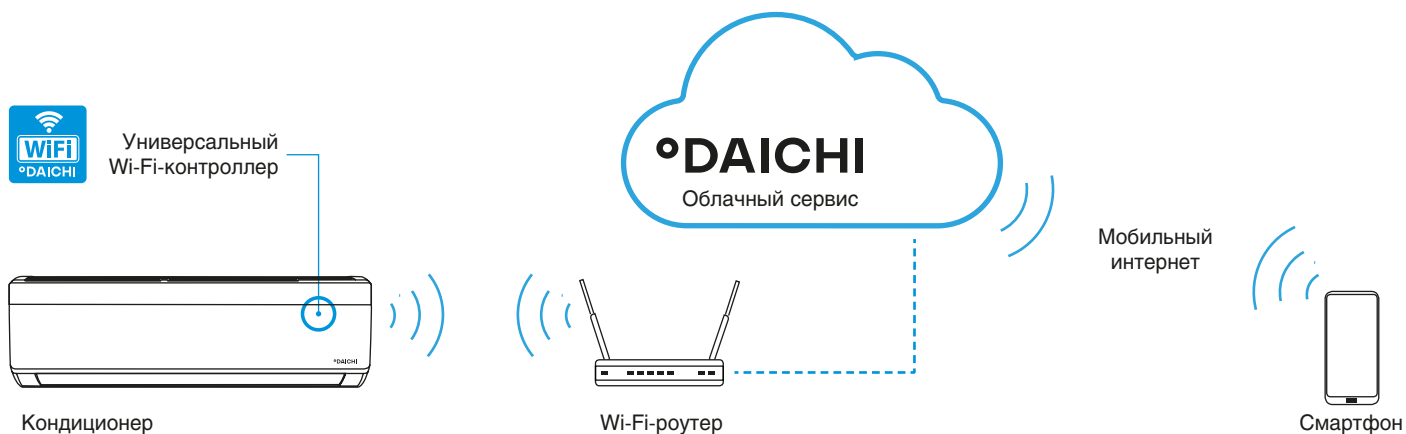 WiFi
°DAICHI
Универсальный
Wi-Fi-контроллер
°DAICHI
Облачный сервис
Мобильный
интернет
°DAICHI
Кондиционер
Wi-Fi-роутер
Смартфон